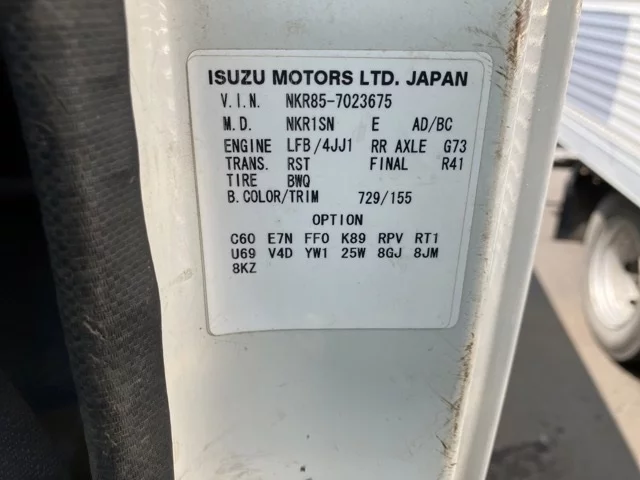 ISUZU MOTORS LTD. JAPAN
V.I.N. NKR85-7023675
M.D. NKR1SN E AD/BC
ENGINE LFB/4JJ1 RR AXLE G73
TRANS. RST FINAL R41
TIRE BWQ
B.COLOR/TRIM 729/155
OPTION
C60 E7N FF0 K89 RPV RT1
U69 V4D YW1 25W 8GJ 8JM
8KZ